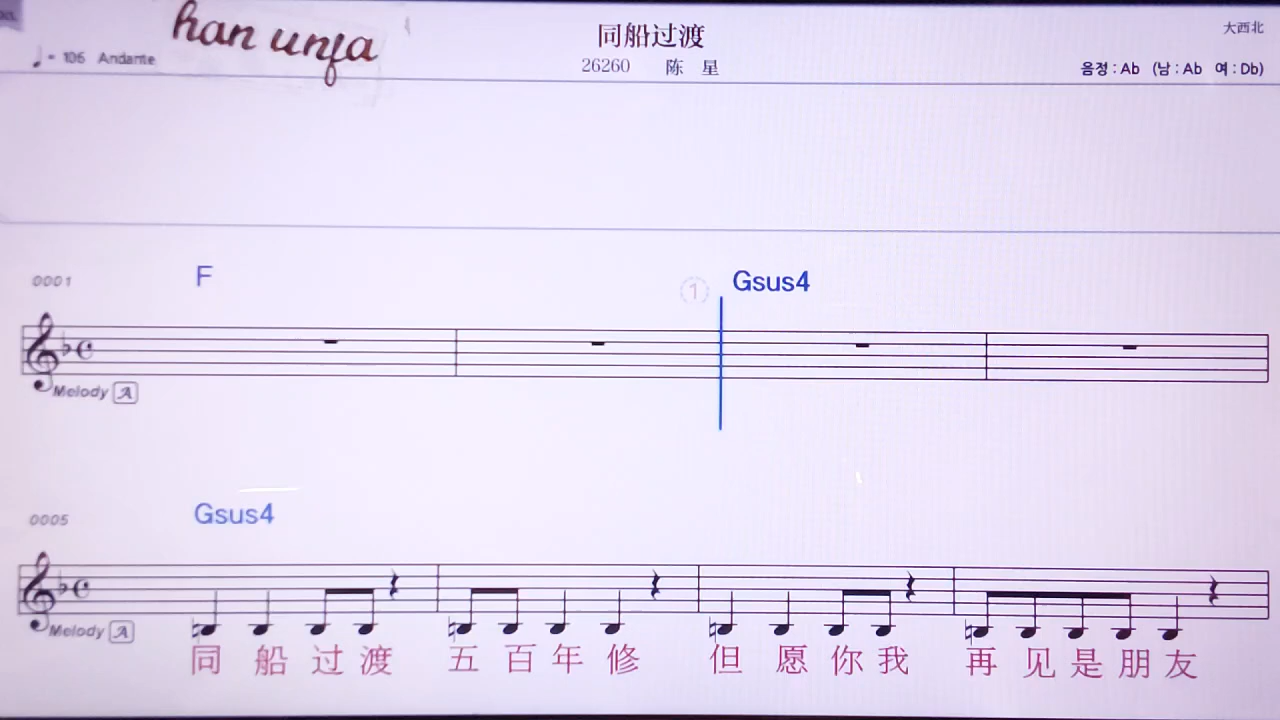 han unfa
同船过渡
大西北
♩ = 106 Andante
26260 陈 星
음정 : Ab (남 : Ab 여 : Db)
0001 F ① Gsus4
Melody A
0005 Gsus4
Melody A
同 船 过 渡 五 百 年 修 但 愿 你 我 再 见 是 朋 友